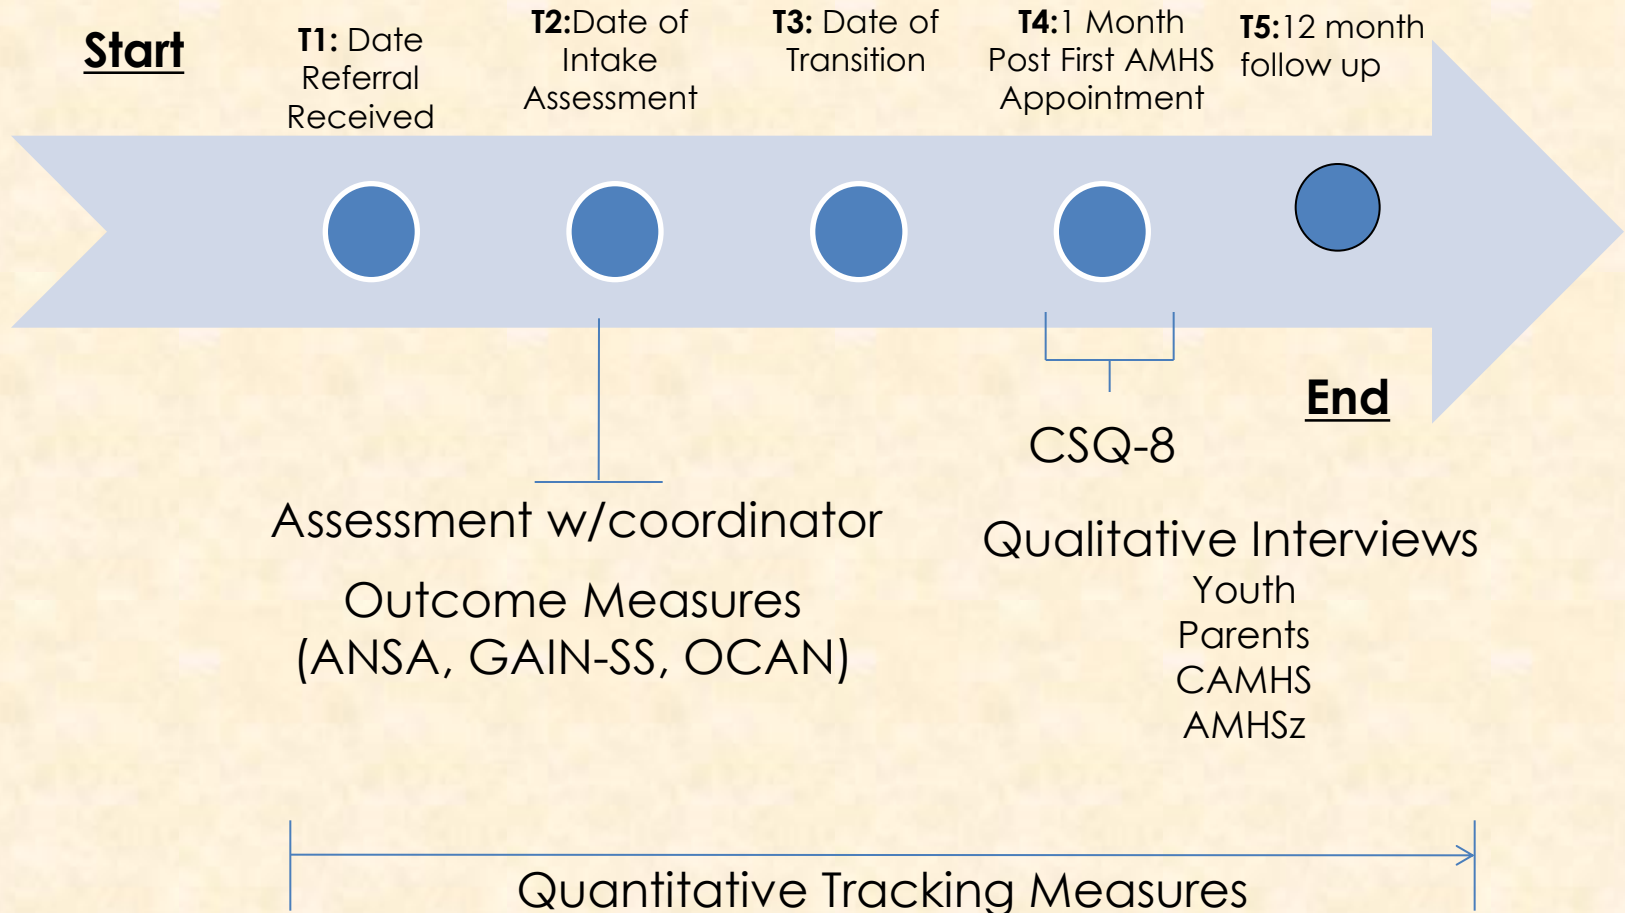 Start
T1: Date
Referral
Received
T2:Date of
Intake
Assessment
T3: Date of
Transition
T4:1 Month
Post First AMHS
Appointment
T5:12 month
follow up
End
CSQ-8
Assessment w/coordinator
Outcome Measures
(ANSA, GAIN-SS, OCAN)
Qualitative Interviews
Youth
Parents
CAMHS
AMHSz
Quantitative Tracking Measures